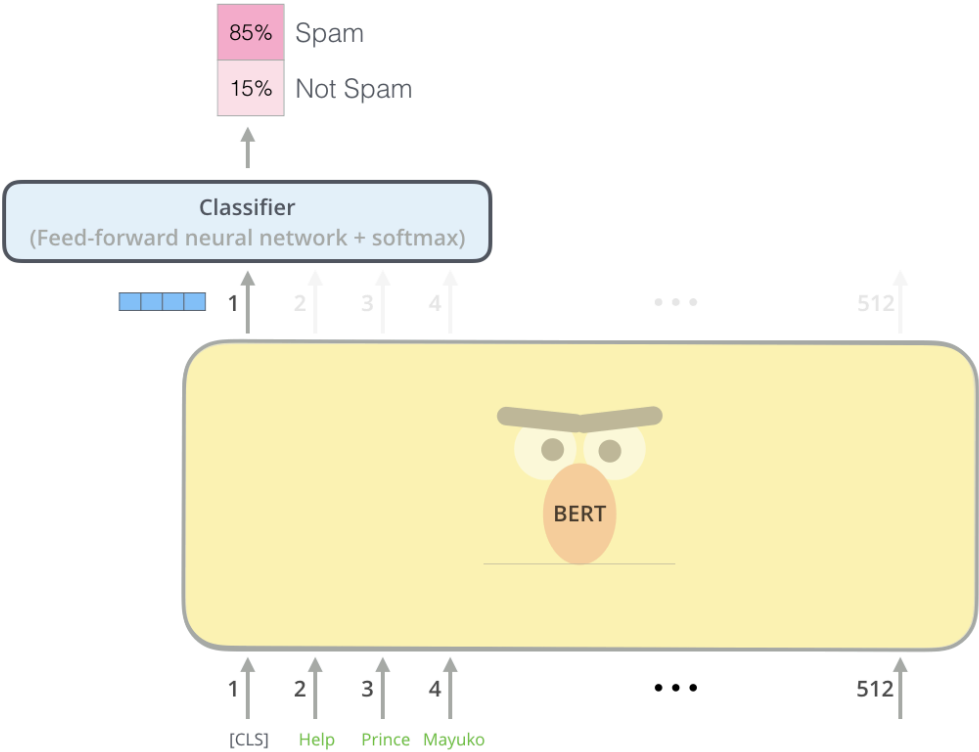 85% Spam
15% Not Spam
Classifier
(Feed-forward neural network + softmax)
1 2 3 4 ... 512
BERT
1 2 3 4 ... 512
[CLS] Help Prince Mayuko